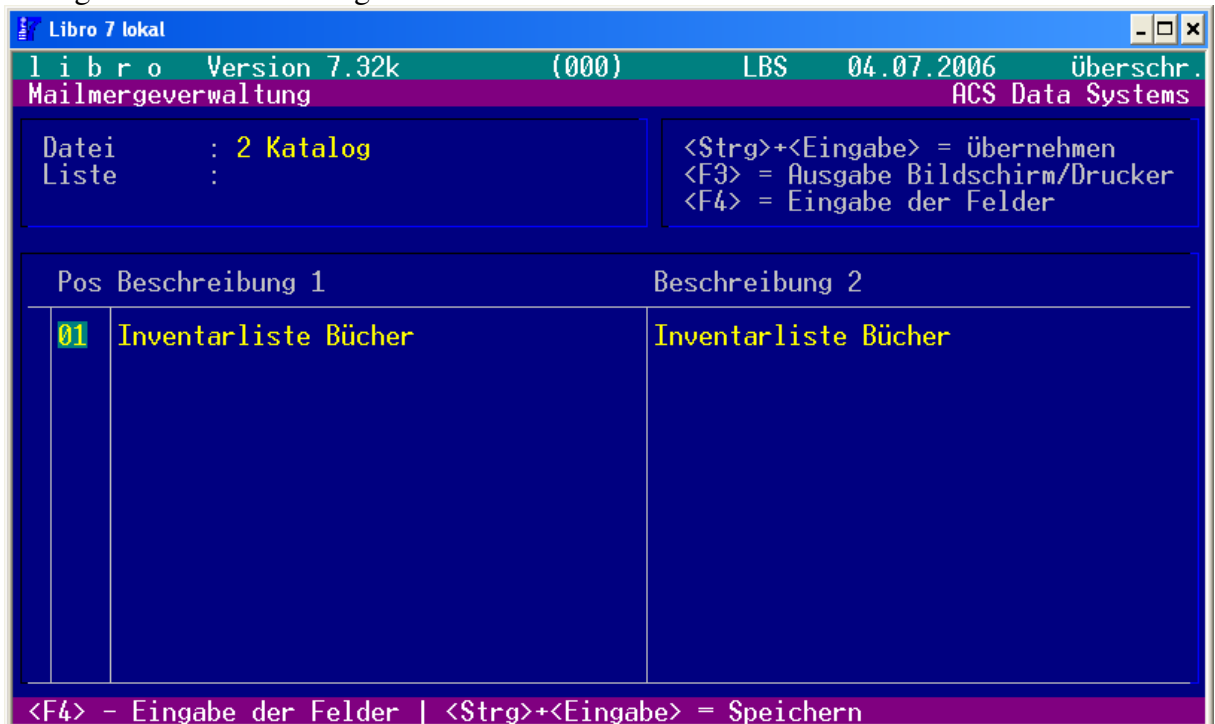 Libro 7 lokal
l i b r o Version 7.32k (000) LBS 04.07.2006 überschr.
Mailmergeverwaltung ACS Data Systems
Datei : 2 Katalog
Liste :
<Strg>+<Eingabe> = Übernehmen
<F3> = Ausgabe Bildschirm/Drucker
<F4> = Eingabe der Felder
Pos Beschreibung 1 Beschreibung 2
01 Inventarliste Bücher Inventarliste Bücher
<F4> - Eingabe der Felder | <Strg>+<Eingabe> = Speichern